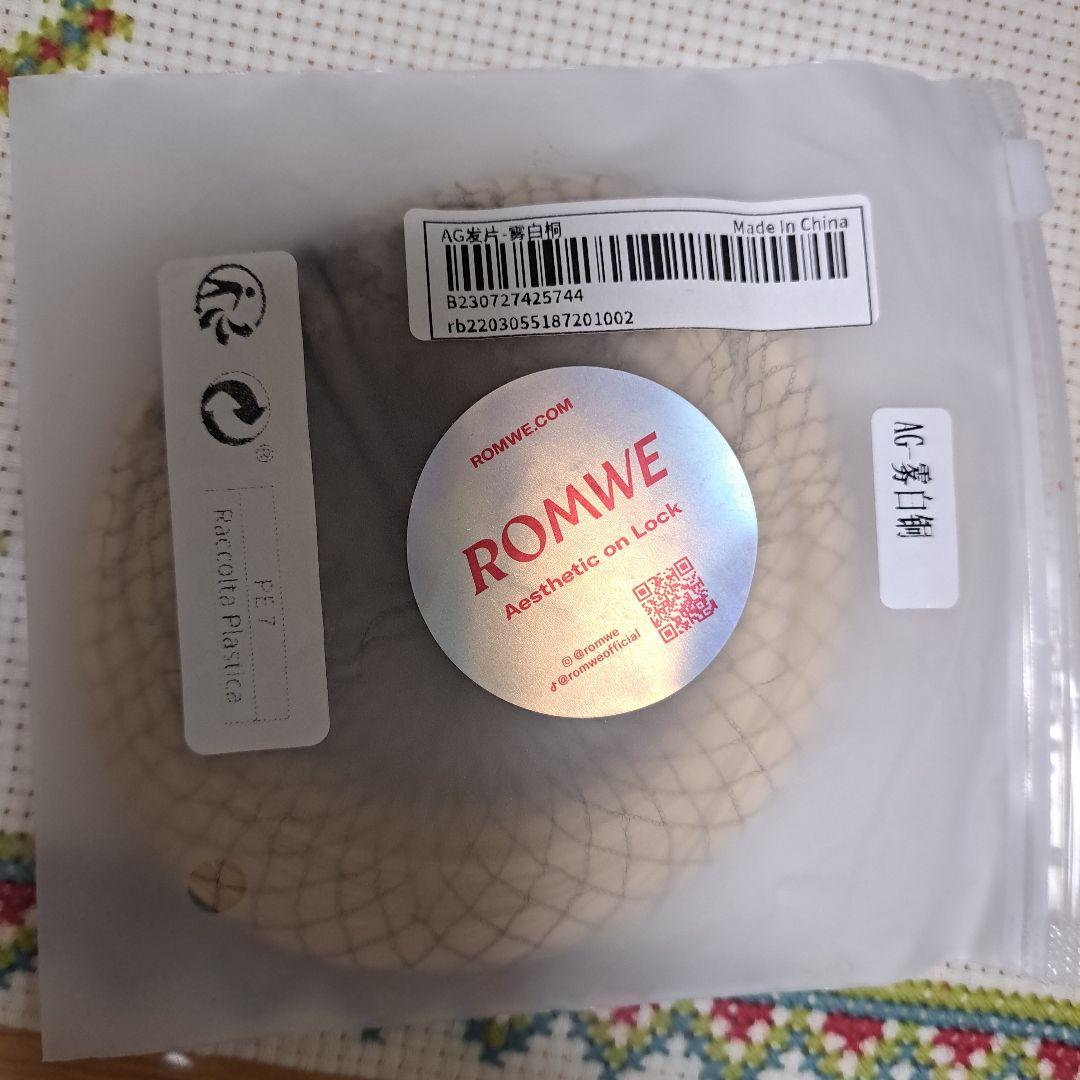 AG发片-雾白桐
Made In China
B230727425744
rb2203055187201002
ROMWE.COM
ROMWE
Aesthetic on Lock
@romwe
@romweofficial
AG-雾白铜
®
PE 7
Raccolta Plastica